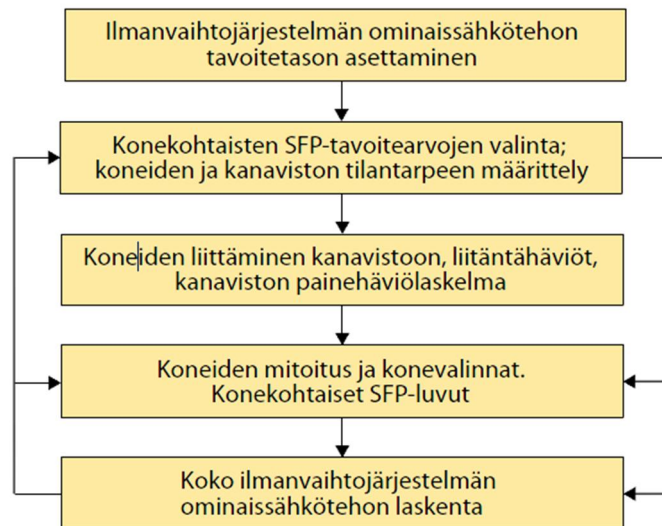 Ilmanvaihtojärjestelmän ominaissähkötehon
tavoitetason asettaminen
Konekohtaisten SFP-tavoitearvojen valinta;
koneiden ja kanaviston tilantarpeen määrittely
Koneiden liittäminen kanavistoon, liitäntähäviöt,
kanaviston painehäviölaskelma
Koneiden mitoitus ja konevalinnat.
Konekohtaiset SFP-luvut
Koko ilmanvaihtojärjestelmän
ominaissähkötehon laskenta